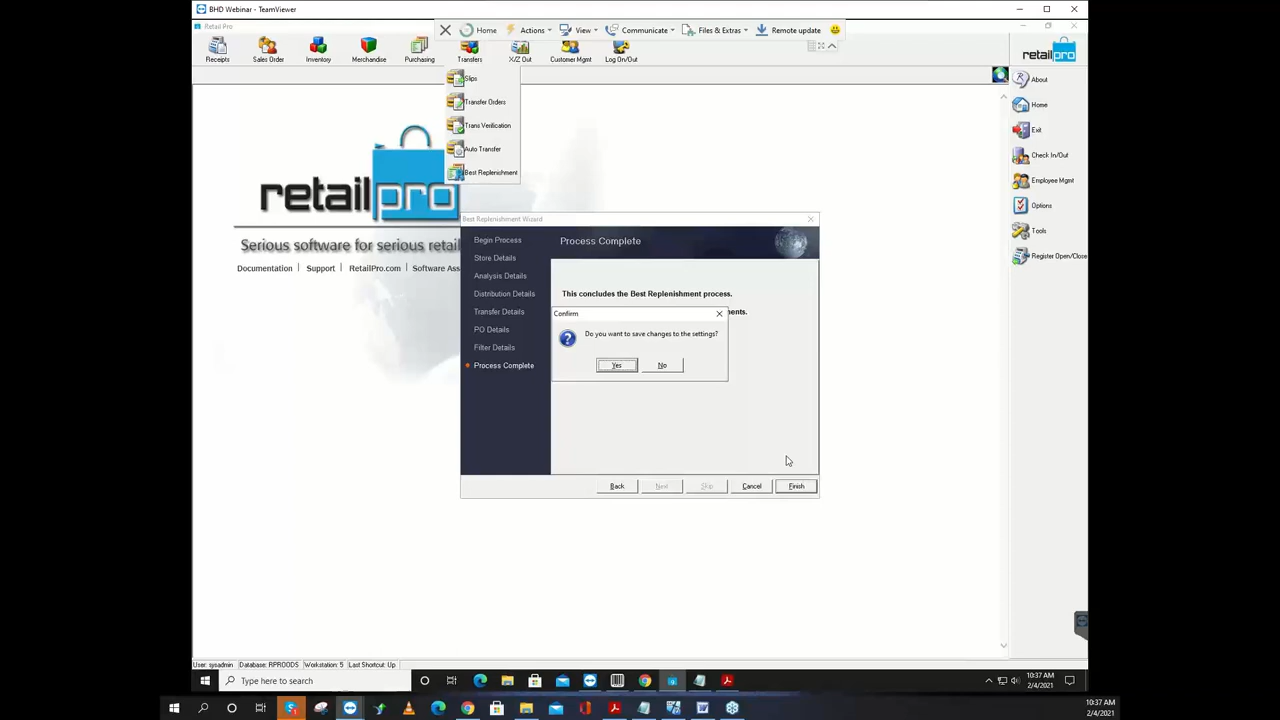 BHD Webinar - TeamViewer
Retail Pro
Home
Actions
View
Communicate
Files & Extras
Remote update
Receipts
Sales Order
Inventory
Merchandise
Purchasing
Transfers
X/Z Out
Customer Mgmt
Log On/Out
retailpro
Slips
Transfer Orders
Trans Verification
Auto Transfer
Best Replenishment
About
Home
Exit
Check In/Out
Employee Mgmt
Options
Tools
Register Open/Close
retailpro
Serious software for serious retail
Documentation | Support | RetailPro.com | Software Ass
Best Replenishment Wizard
Begin Process
Store Details
Analysis Details
Distribution Details
Transfer Details
PO Details
Filter Details
Process Complete
Process Complete
This concludes the Best Replenishment process.
ments.
Confirm
Do you want to save changes to the settings?
Yes
No
Back
Next
Skip
Cancel
Finish
User: sysadmin
Database: RPROODS
Workstation: 5
Last Shortcut: Up
Type here to search
10:37 AM
2/4/2021
10:37 AM
2/4/2021